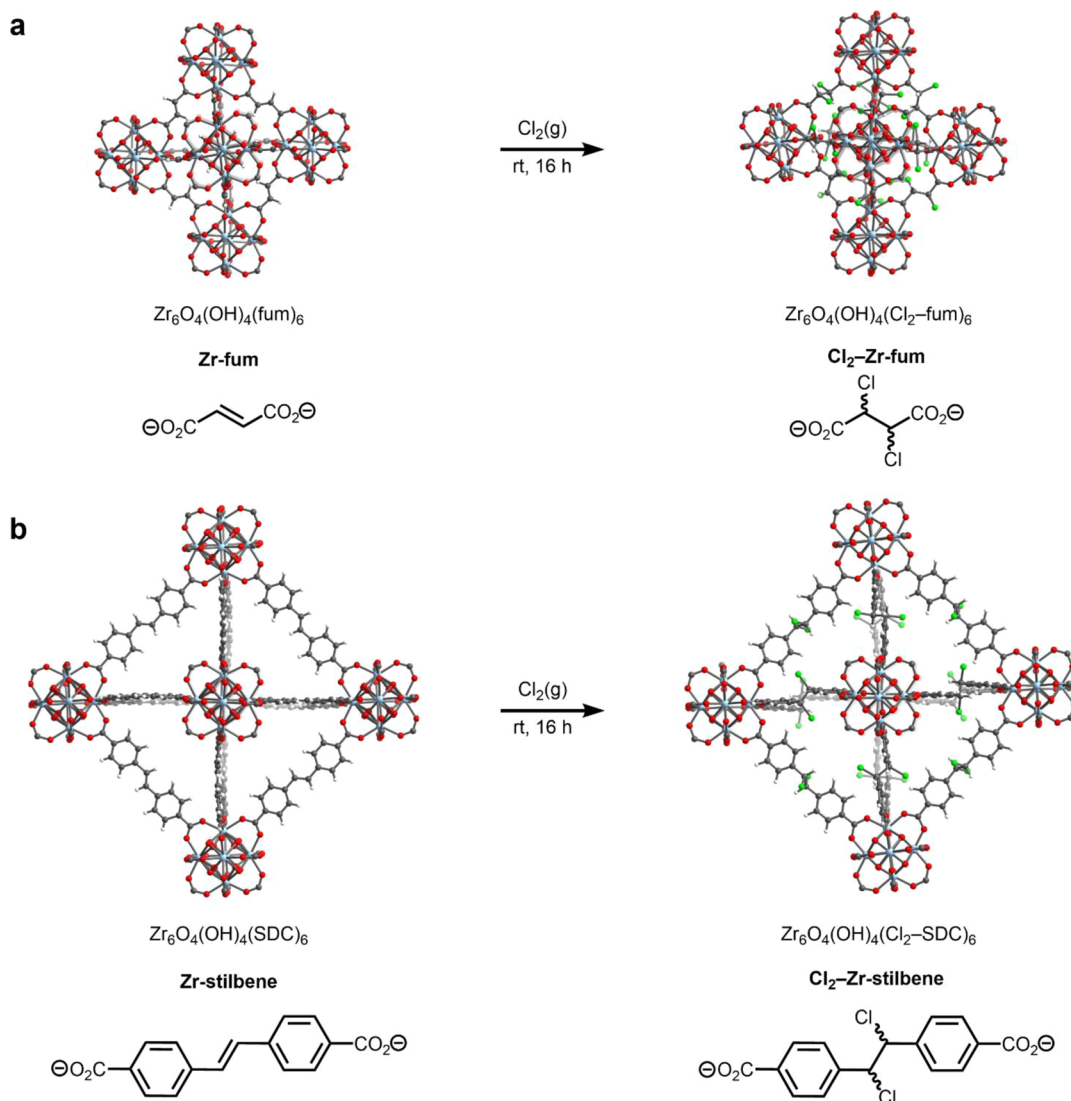 a
Cl₂(g)
rt, 16 h
Zr₆O₄(OH)₄(fum)₆
Zr₆O₄(OH)₄(Cl₂–fum)₆
Zr-fum
Cl₂–Zr-fum
⊖O₂C
CO₂⊖
Cl
⊖O₂C
CO₂⊖
Cl
b
Cl₂(g)
rt, 16 h
Zr₆O₄(OH)₄(SDC)₆
Zr₆O₄(OH)₄(Cl₂–SDC)₆
Zr-stilbene
Cl₂–Zr-stilbene
⊖O₂C
CO₂⊖
Cl
⊖O₂C
CO₂⊖
Cl